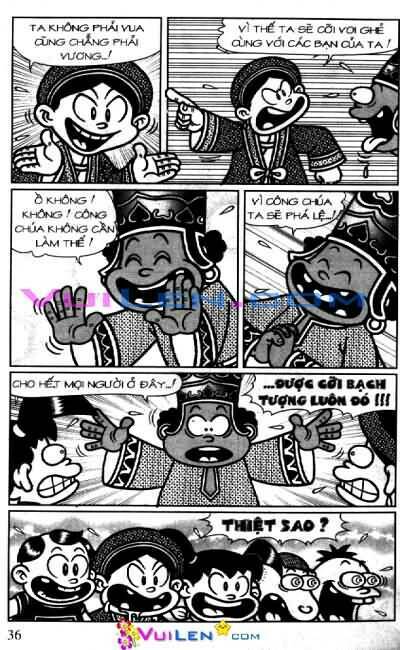 TA KHÔNG PHẢI VUA
CŨNG CHẲNG PHẢI
VƯƠNG..!
VÌ THẾ TA SẼ CỠI VOI GHẺ
CÙNG VỚI CÁC BẠN CỦA TA !
Ồ KHÔNG !
KHÔNG ! CÔNG
CHÚA KHÔNG CẦN
LÀM THẾ !
VÌ CÔNG CHÚA
TA SẼ PHÁ LỆ...!
VUILEN.COM
CHO HẾT MỌI NGƯỜI Ở ĐÂY...!
...ĐƯỢC CỠI BẠCH
TƯỢNG LUÔN ĐÓ !!!
THIỆT SAO ?
36
VUILEN.COM